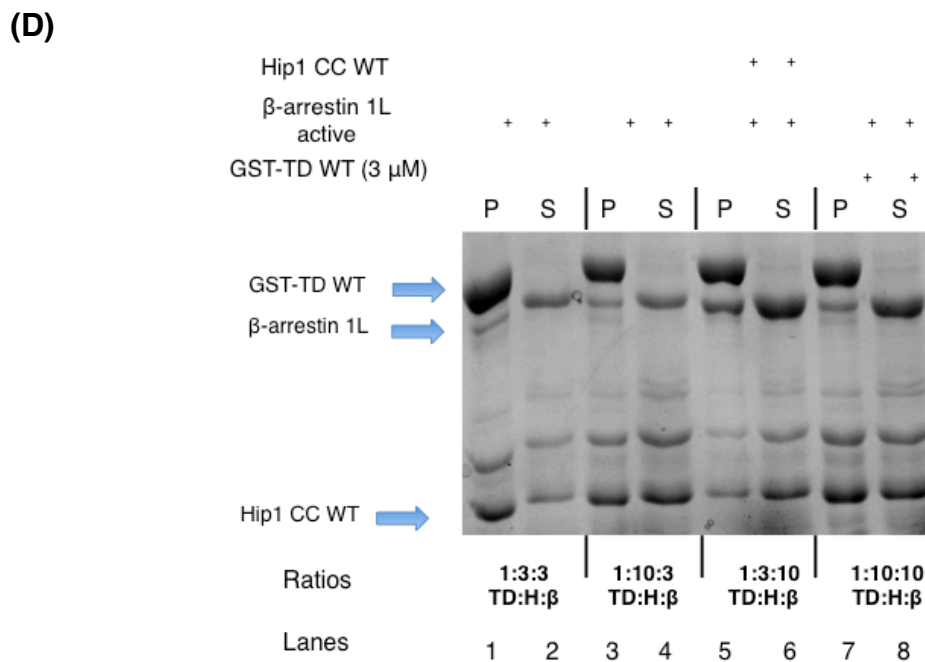 (D)
Hip1 CC WT + +
β-arrestin 1L
active + + + + + + + +
GST-TD WT (3 μM) + +
P S P S P S P S
GST-TD WT
β-arrestin 1L
Hip1 CC WT
Ratios 1:3:3 1:10:3 1:3:10 1:10:10
TD:H:β TD:H:β TD:H:β TD:H:β
Lanes 1 2 3 4 5 6 7 8